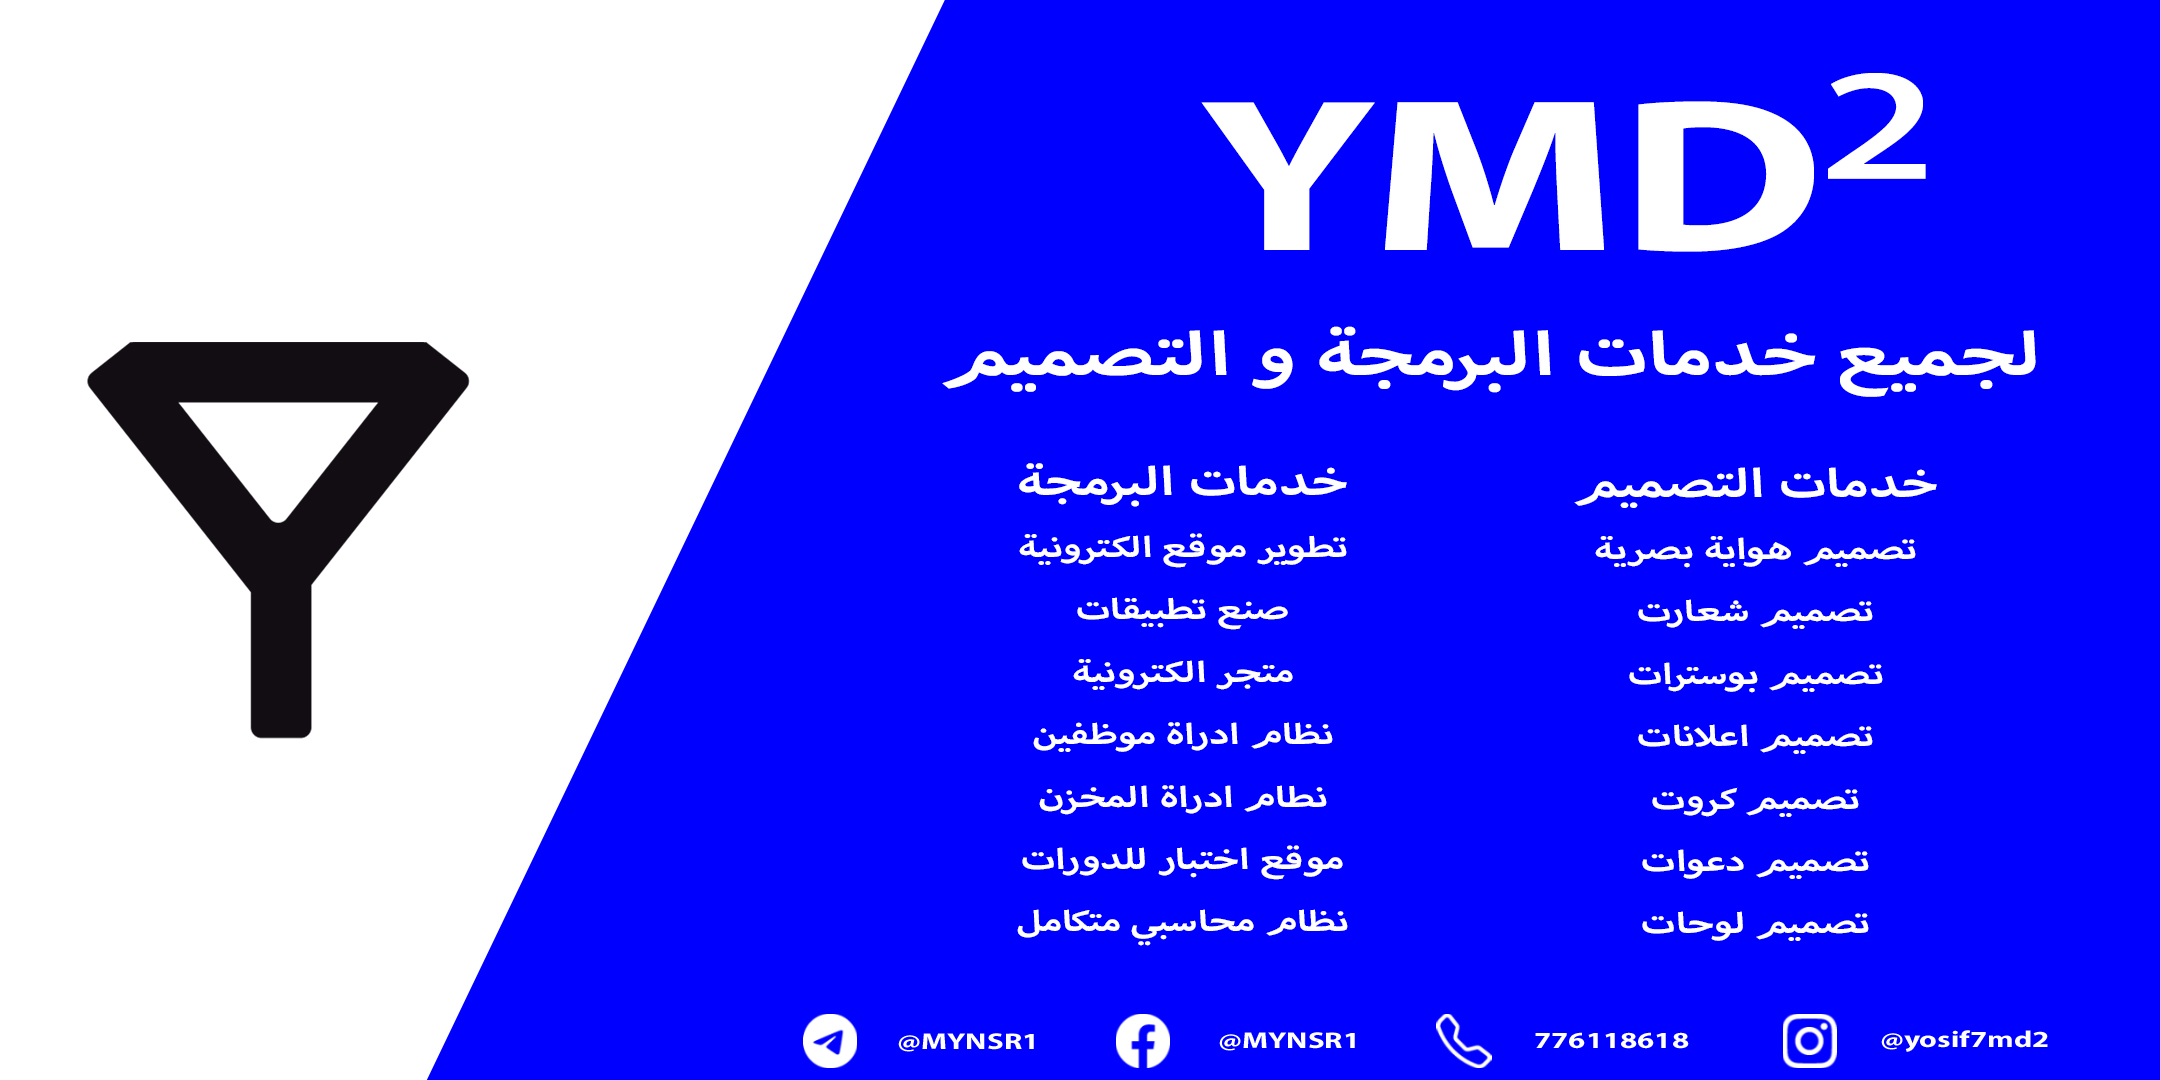 YMD²
لجميع خدمات البرمجة و التصميم
خدمات التصميم
تصميم هواية بصرية
تصميم شعارت
تصميم بوسترات
تصميم اعلانات
تصميم كروت
تصميم دعوات
تصميم لوحات
خدمات البرمجة
تطوير موقع الكترونية
صنع تطبيقات
متجر الكترونية
نظام ادراة موظفين
نطام ادراة المخزن
موقع اختبار للدورات
نظام محاسبي متكامل
@MYNSR1 @MYNSR1 776118618 @yosif7md2